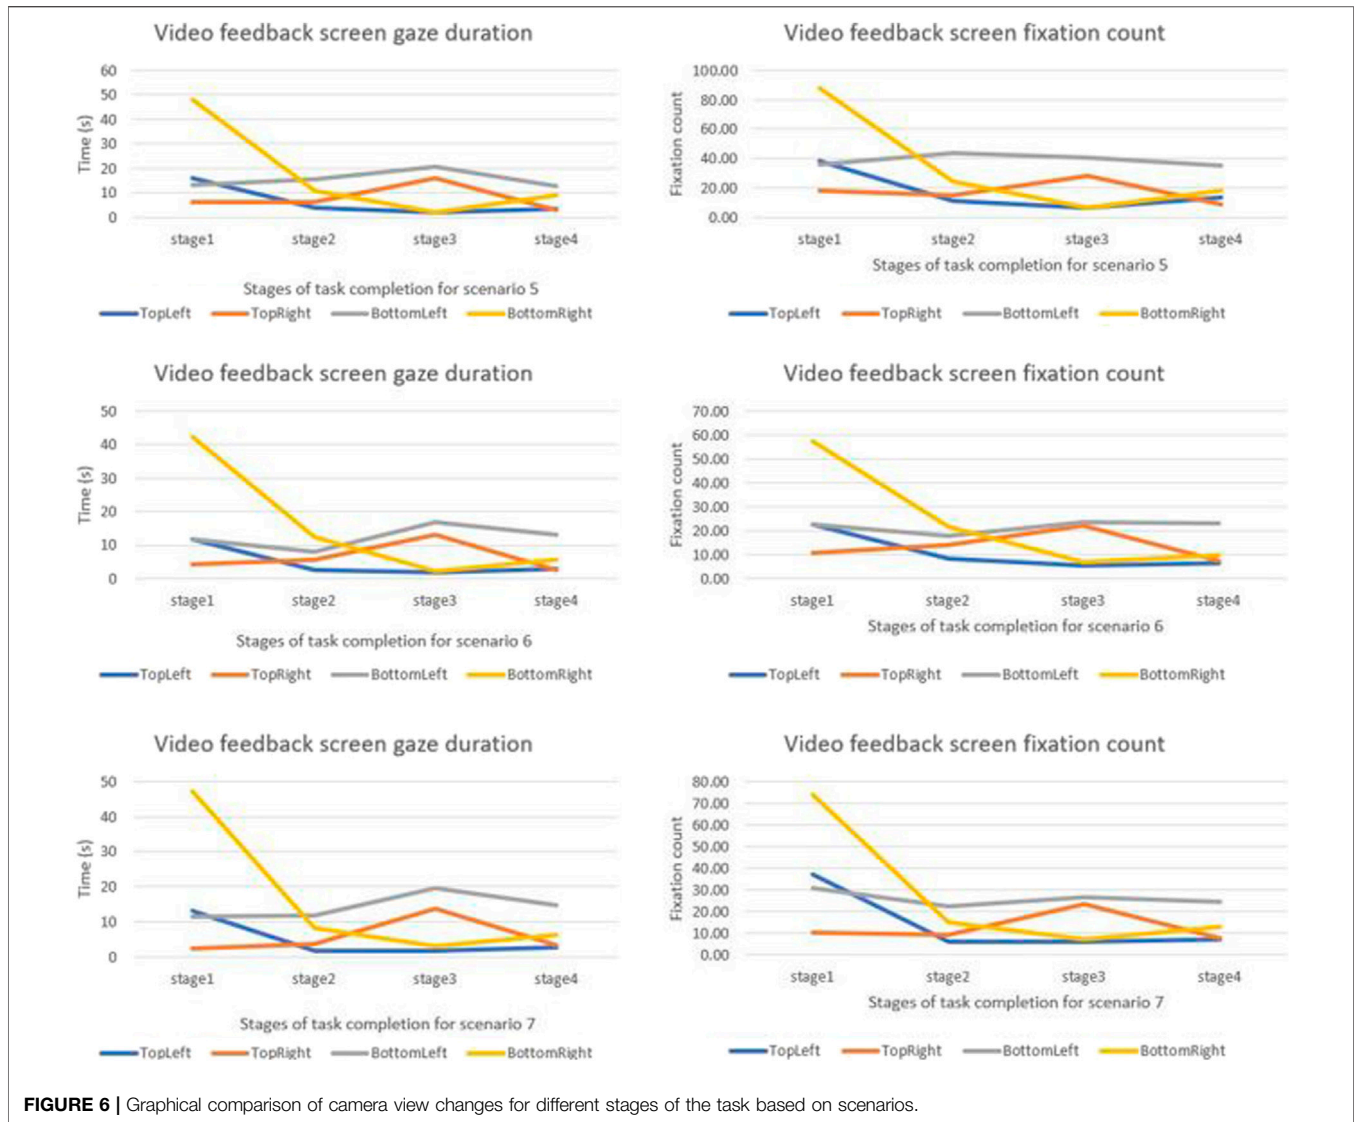 Video feedback screen gaze duration
60
50
40
30
20
10
0
Time (s)
stage1 stage2 stage3 stage4
Stages of task completion for scenario 5
TopLeft TopRight BottomLeft BottomRight
Video feedback screen fixation count
100.00
80.00
60.00
40.00
20.00
0.00
Fixation count
stage1 stage2 stage3 stage4
Stages of task completion for scenario 5
TopLeft TopRight BottomLeft BottomRight
Video feedback screen gaze duration
50
40
30
20
10
0
Time (s)
stage1 stage2 stage3 stage4
Stages of task completion for scenario 6
TopLeft TopRight BottomLeft BottomRight
Video feedback screen fixation count
70.00
60.00
50.00
40.00
30.00
20.00
10.00
0.00
Fixation count
stage1 stage2 stage3 stage4
Stages of task completion for scenario 6
TopLeft TopRight BottomLeft BottomRight
Video feedback screen gaze duration
50
40
30
20
10
0
Time (s)
stage1 stage2 stage3 stage4
Stages of task completion for scenario 7
TopLeft TopRight BottomLeft BottomRight
Video feedback screen fixation count
80.00
70.00
60.00
50.00
40.00
30.00
20.00
10.00
0.00
Fixation count
stage1 stage2 stage3 stage4
Stages of task completion for scenario 7
TopLeft TopRight BottomLeft BottomRight
FIGURE 6 | Graphical comparison of camera view changes for different stages of the task based on scenarios.